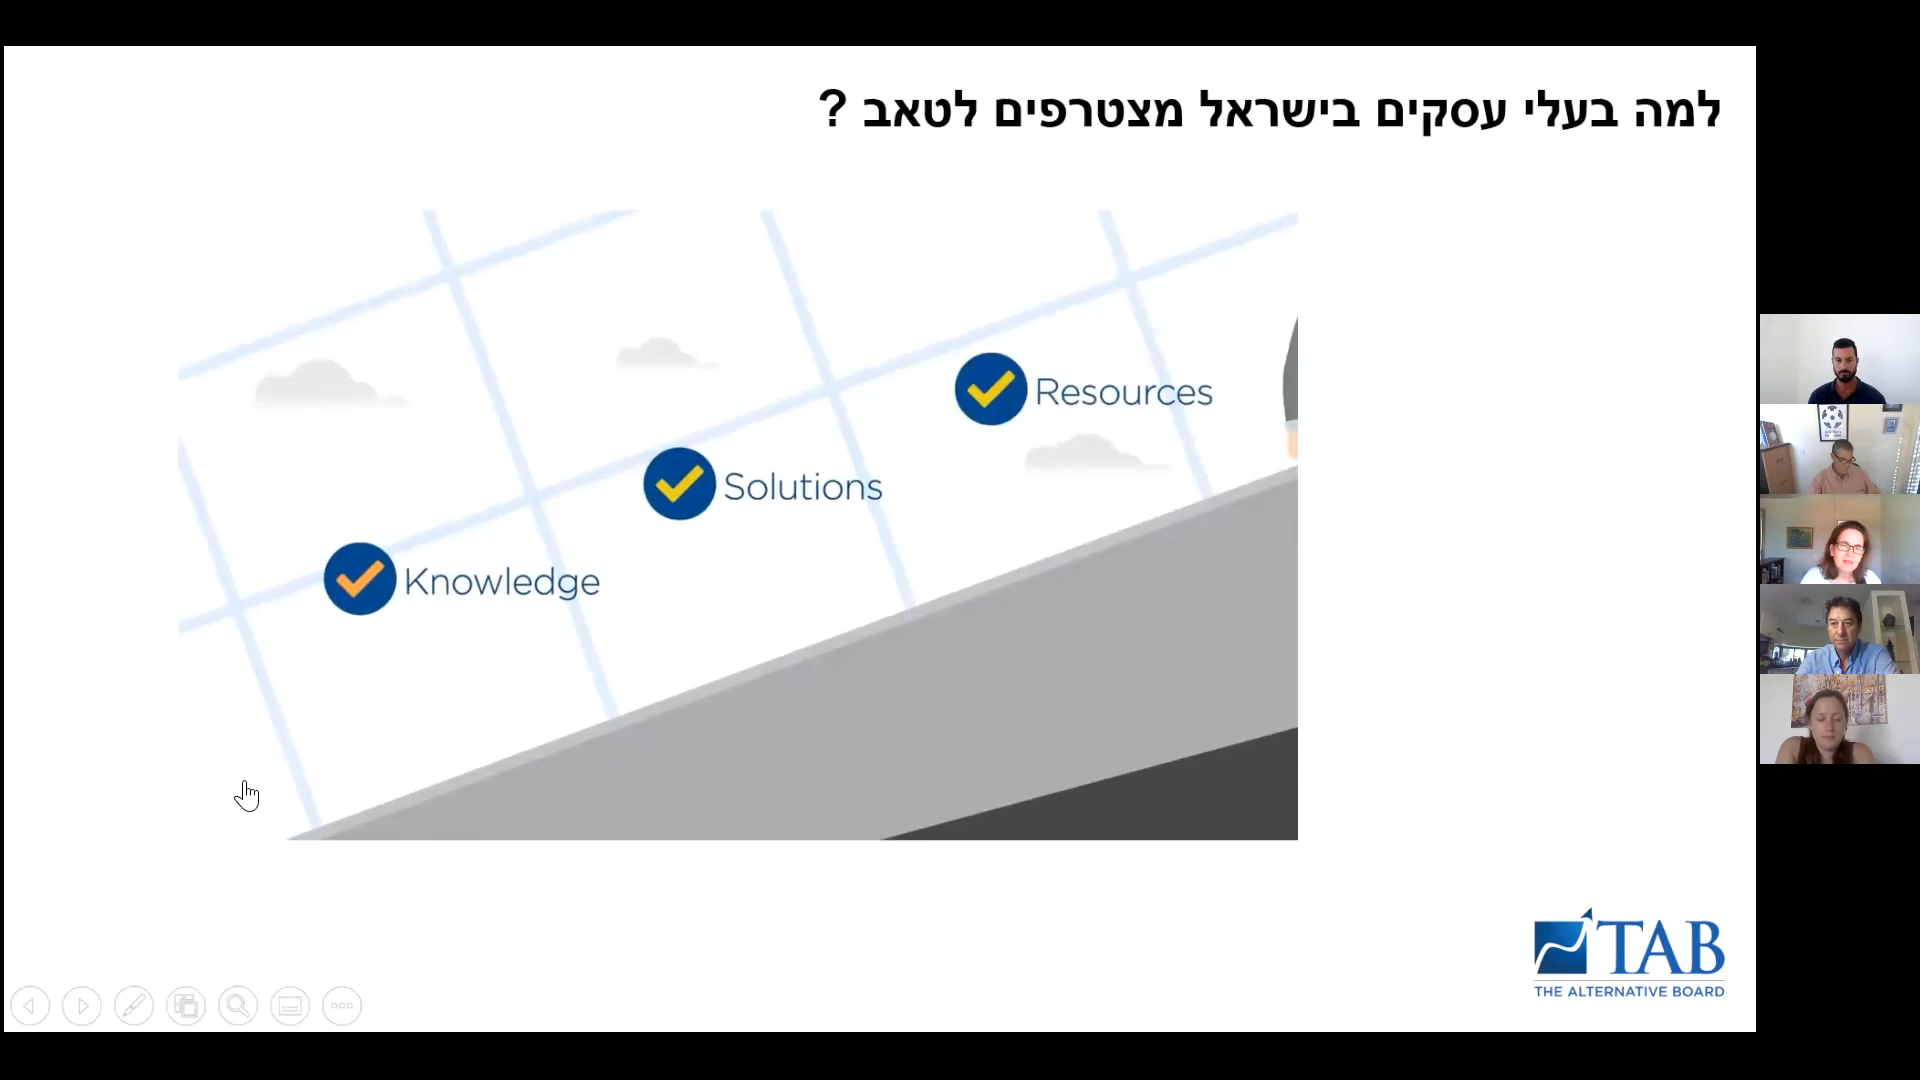 למה בעלי עסקים בישראל מצטרפים לטאב ?
Resources
Solutions
Knowledge
TAB
THE ALTERNATIVE BOARD